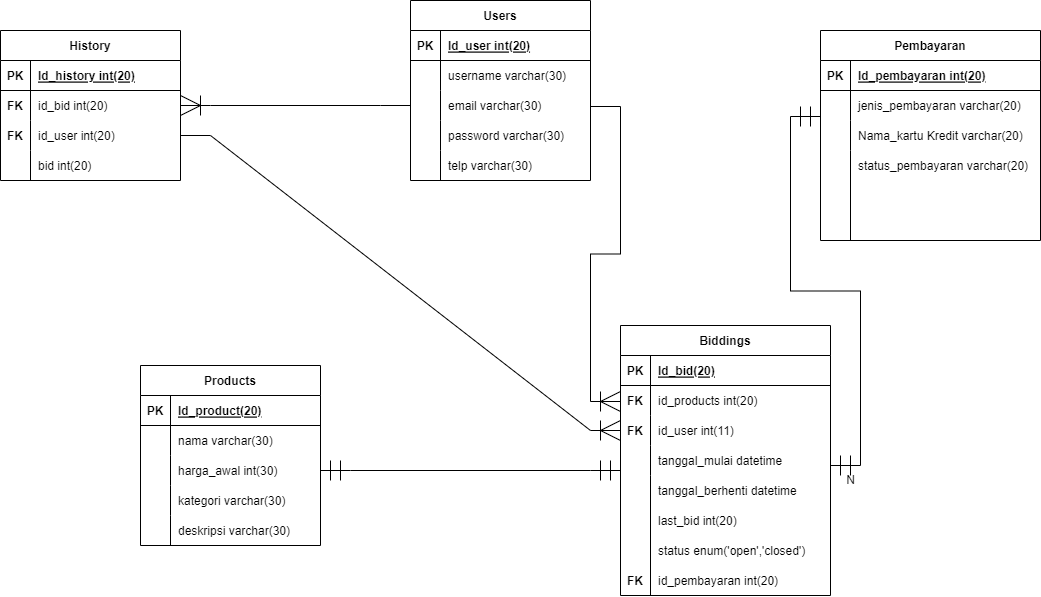 History
PK Id_history int(20)
FK id_bid int(20)
FK id_user int(20)
bid int(20)
Users
PK Id_user int(20)
username varchar(30)
email varchar(30)
password varchar(30)
telp varchar(30)
Pembayaran
PK Id_pembayaran int(20)
jenis_pembayaran varchar(20)
Nama_kartu Kredit varchar(20)
status_pembayaran varchar(20)
Products
PK Id_product(20)
nama varchar(30)
harga_awal int(30)
kategori varchar(30)
deskripsi varchar(30)
Biddings
PK Id_bid(20)
FK id_products int(20)
FK id_user int(11)
tanggal_mulai datetime
tanggal_berhenti datetime
last_bid int(20)
status enum('open','closed')
FK id_pembayaran int(20)
N